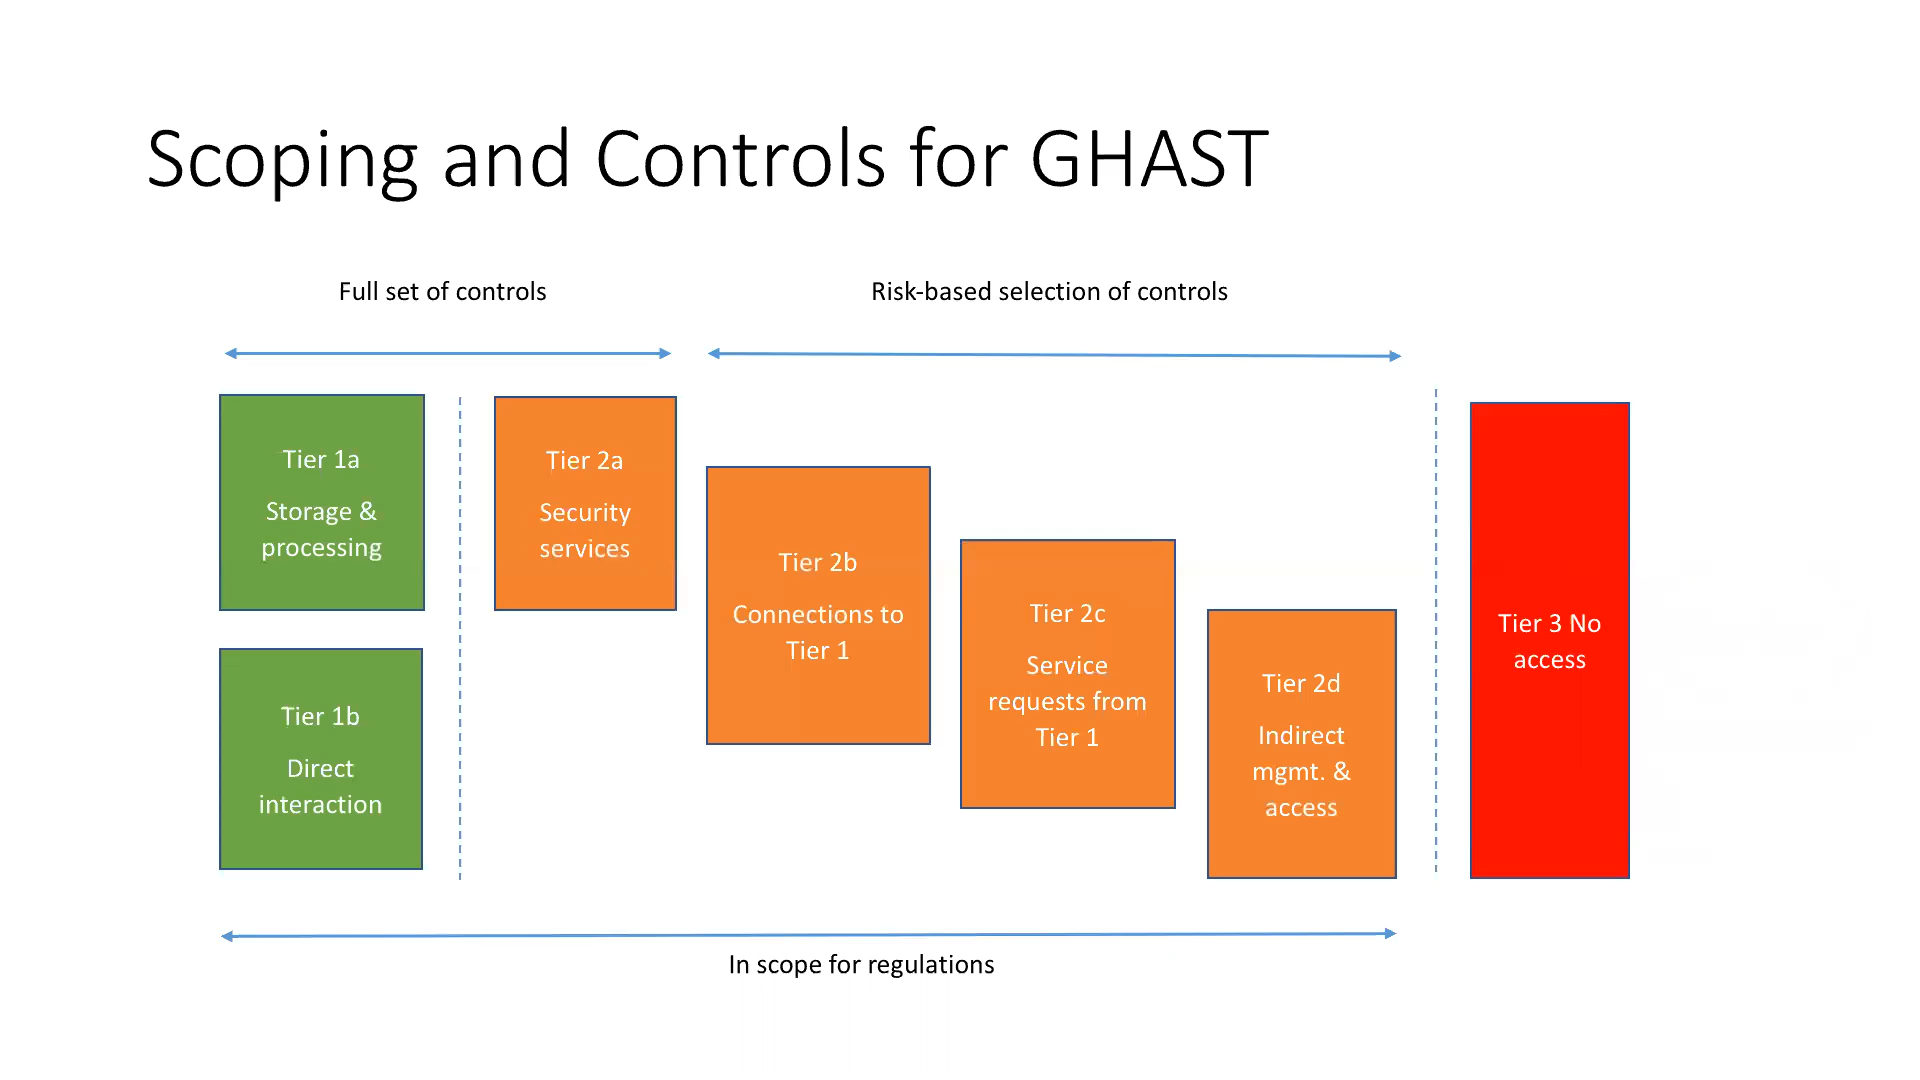 Scoping and Controls for GHAST
Full set of controls
Risk-based selection of controls
Tier 1a
Storage &
processing
Tier 1b
Direct
interaction
Tier 2a
Security
services
Tier 2b
Connections to
Tier 1
Tier 2c
Service
requests from
Tier 1
Tier 2d
Indirect
mgmt. &
access
Tier 3 No
access
In scope for regulations